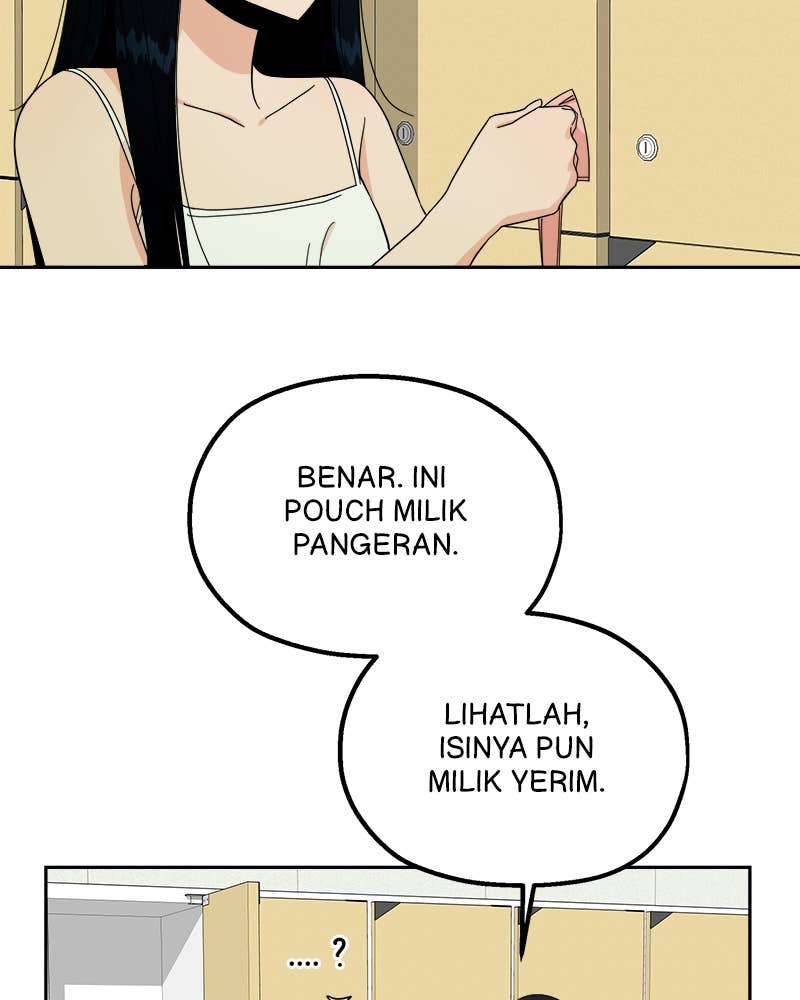 BENAR. INI
POUCH MILIK
PANGERAN.
LIHATLAH,
ISINYA PUN
MILIK YERIM.
.... ?